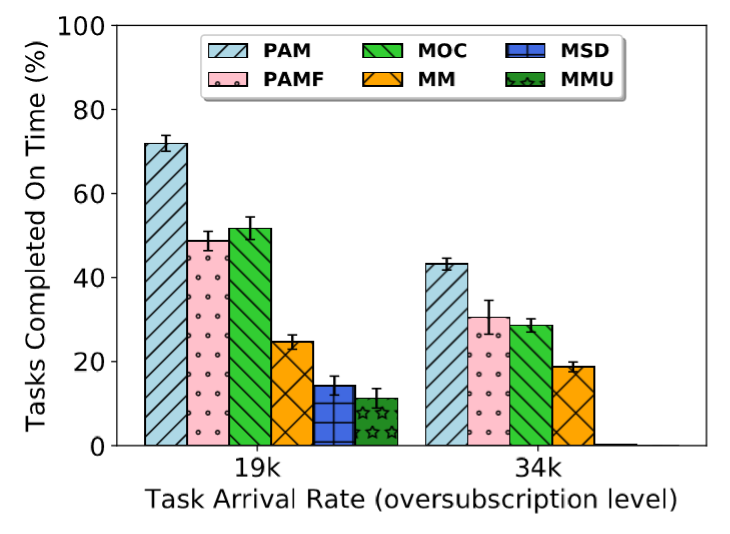 Tasks Completed On Time (%)
100
80
60
40
20
0
PAM MOC MSD
PAMF MM MMU
19k 34k
Task Arrival Rate (oversubscription level)